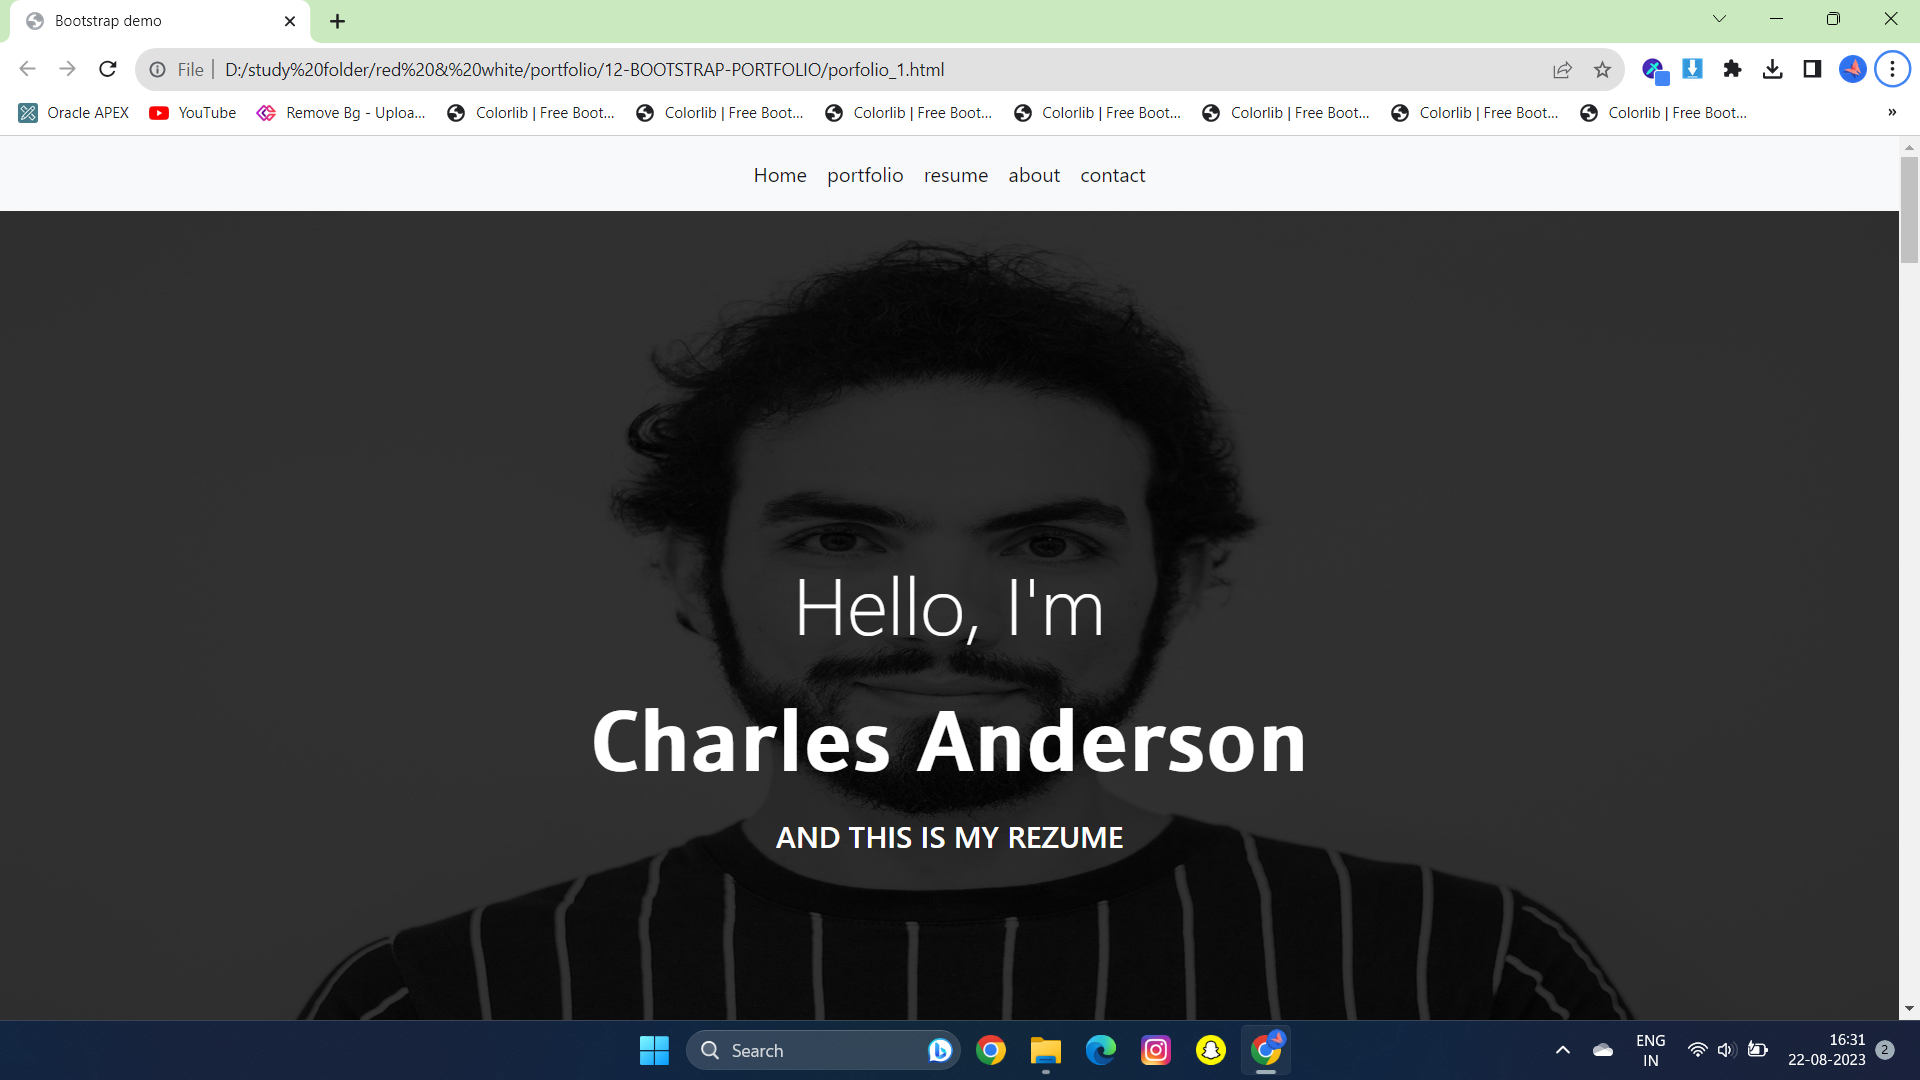 Bootstrap demo
File
D:/study%20folder/red%20&%20white/portfolio/12-BOOTSTRAP-PORTFOLIO/porfolio_1.html
Oracle APEX YouTube Remove Bg - Uploa... Colorlib | Free Boot... Colorlib | Free Boot... Colorlib | Free Boot... Colorlib | Free Boot... Colorlib | Free Boot... Colorlib | Free Boot... Colorlib | Free Boot... »
Home portfolio resume about contact
Hello, I'm
Charles Anderson
AND THIS IS MY REZUME
Search
ENG
IN
16:31
22-08-2023
2